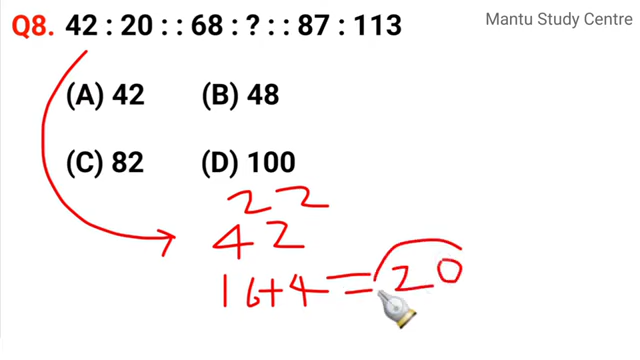 Mantu Study Centre
Q8. 42 : 20 : : 68 : ? : : 87 : 113
(A) 42 (B) 48
(C) 82 (D) 100
2 2
4 2
16+4 = 20